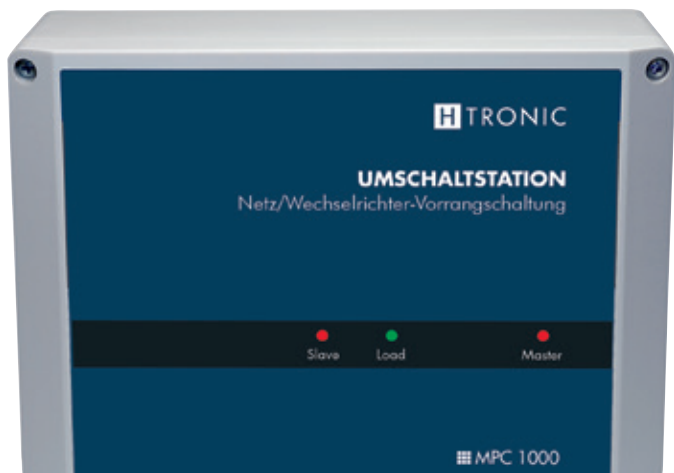 H TRONIC
UMSCHALTSTATION
Netz/Wechselrichter-Vorrangschaltung
Slave Load Master
MPC 1000